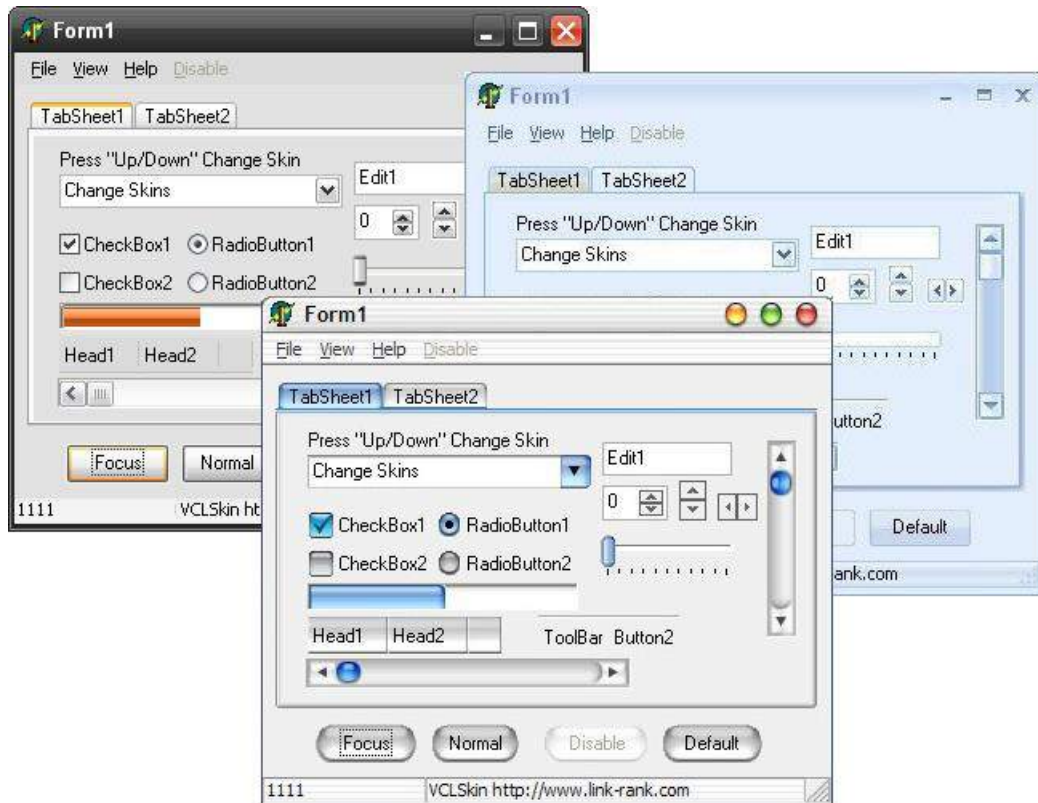 Form1
File View Help Disable
TabSheet1 TabSheet2
Press "Up/Down" Change Skin
Change Skins
Edit1
0
CheckBox1 RadioButton1
CheckBox2 RadioButton2
Head1 Head2
Focus Normal
1111 VCLSkin ht
Form1
File View Help Disable
TabSheet1 TabSheet2
Press "Up/Down" Change Skin
Change Skins
Edit1
0
utton2
Default
ank.com
Form1
File View Help Disable
TabSheet1 TabSheet2
Press "Up/Down" Change Skin
Change Skins
Edit1
0
CheckBox1 RadioButton1
CheckBox2 RadioButton2
Head1 Head2
ToolBar Button2
Focus Normal Disable Default
1111 VCLSkin http://www.link-rank.com